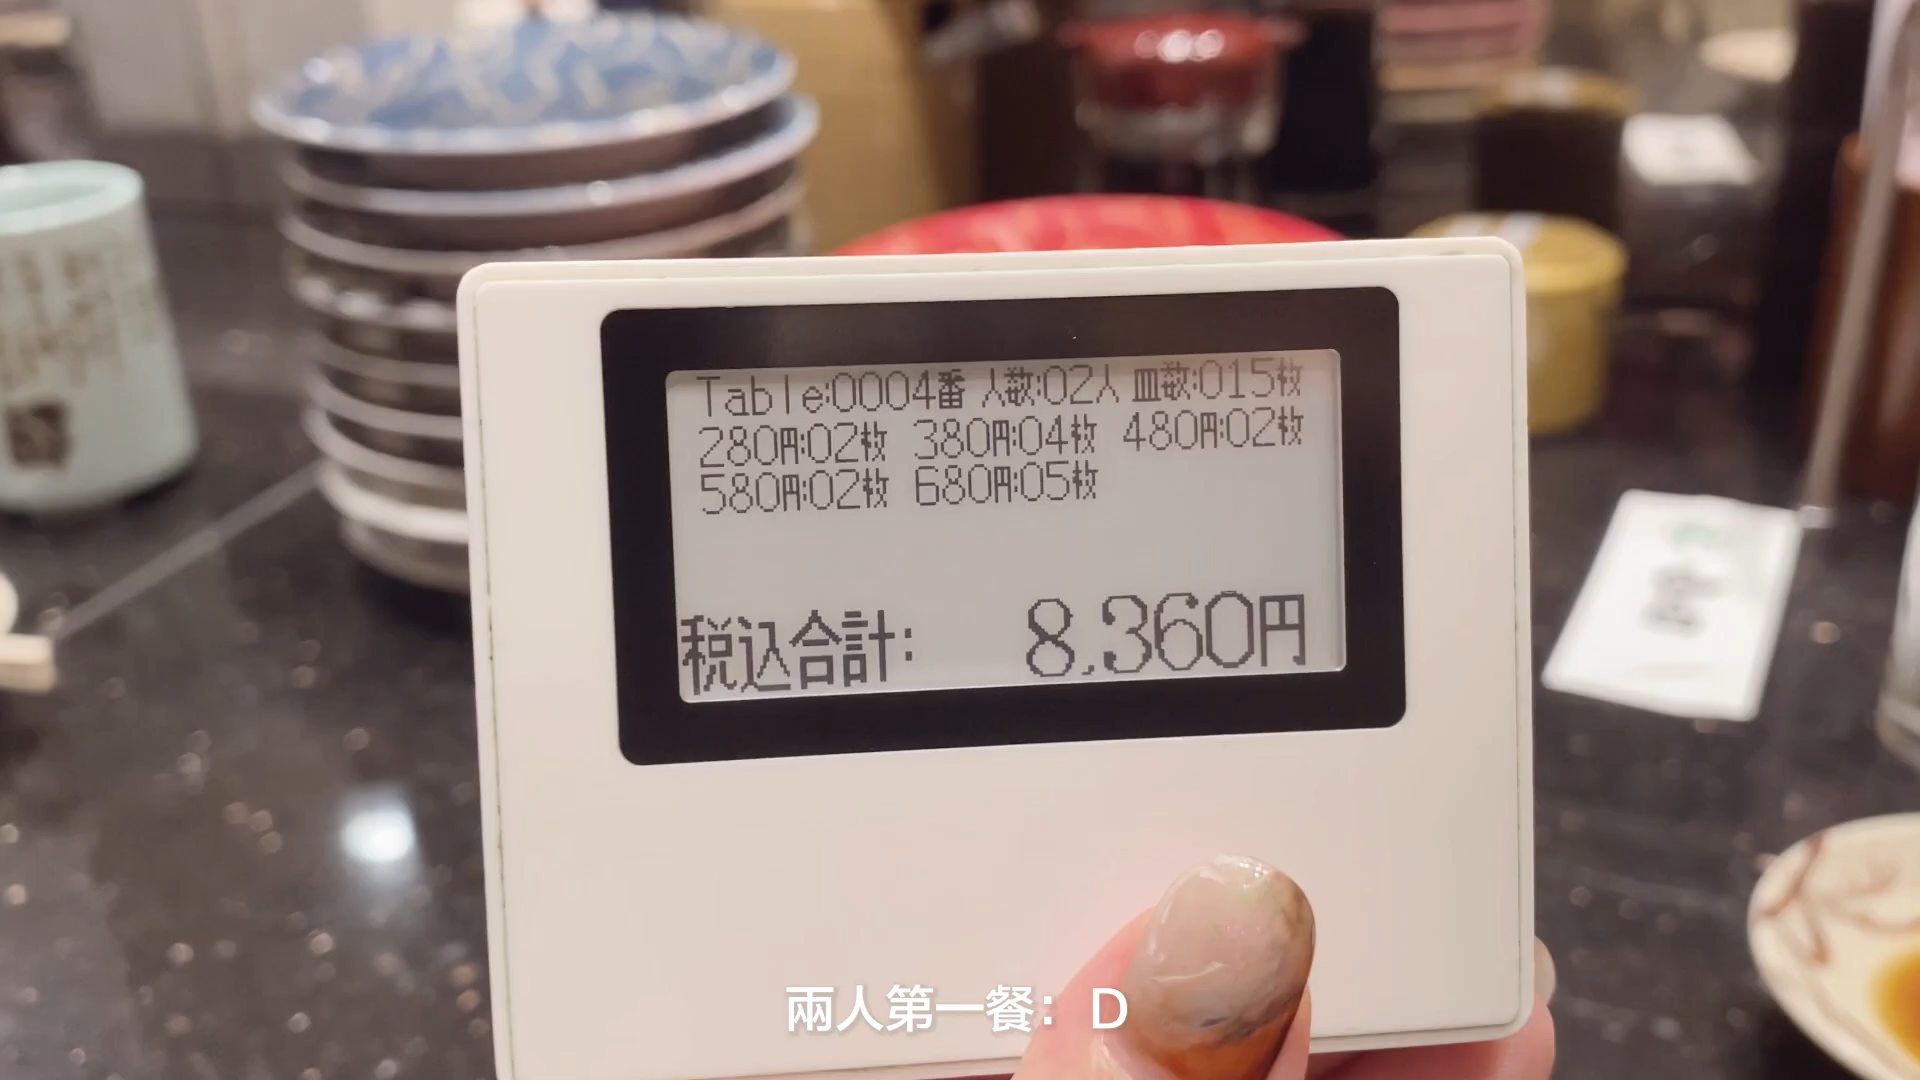 Table:0004番 人数:02人 皿数:015枚
280円:02枚 380円:04枚 480円:02枚
580円:02枚 680円:05枚
税込合計: 8,360円
兩人第一餐：D